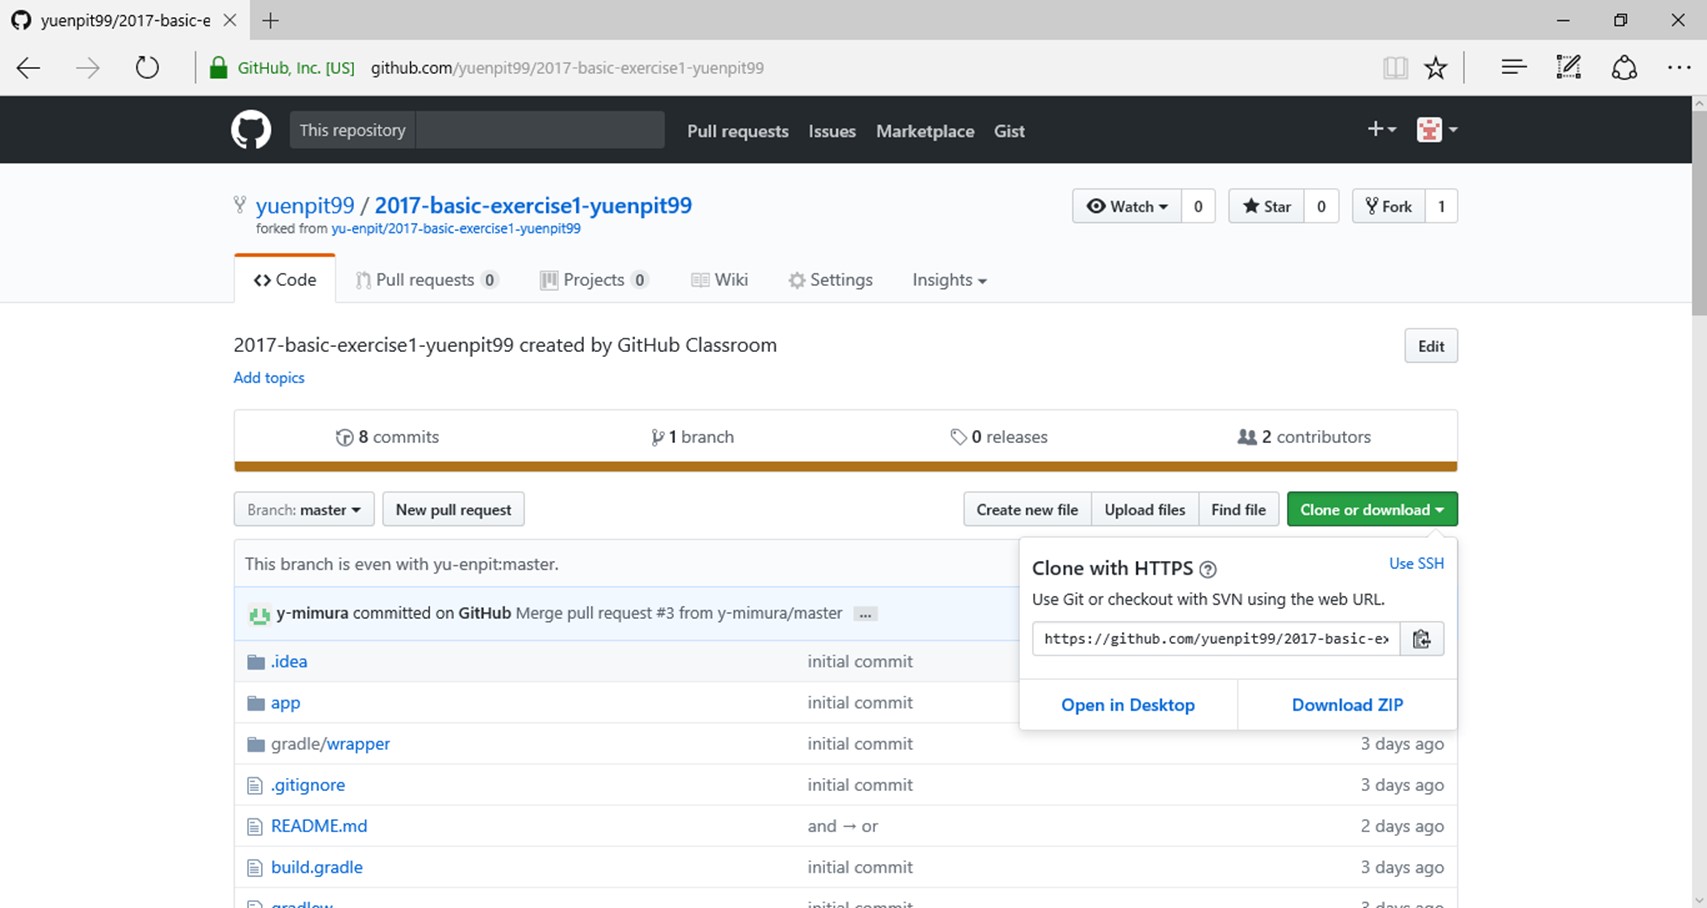 yuenpit99/2017-basic-e
GitHub, Inc. [US] github.com/yuenpit99/2017-basic-exercise1-yuenpit99
This repository Pull requests Issues Marketplace Gist
yuenpit99 / 2017-basic-exercise1-yuenpit99 Watch 0 Star 0 Fork 1
forked from yu-enpit/2017-basic-exercise1-yuenpit99
Code Pull requests 0 Projects 0 Wiki Settings Insights
2017-basic-exercise1-yuenpit99 created by GitHub Classroom Edit
Add topics
8 commits 1 branch 0 releases 2 contributors
Branch: master New pull request Create new file Upload files Find file Clone or download
This branch is even with yu-enpit:master.
Clone with HTTPS Use SSH
Use Git or checkout with SVN using the web URL.
https://github.com/yuenpit99/2017-basic-ex
Open in Desktop Download ZIP
y-mimura committed on GitHub Merge pull request #3 from y-mimura/master ...
.idea initial commit
app initial commit
gradle/wrapper initial commit 3 days ago
.gitignore initial commit 3 days ago
README.md and → or 2 days ago
build.gradle initial commit 3 days ago
gradlew initial commit 3 days ago